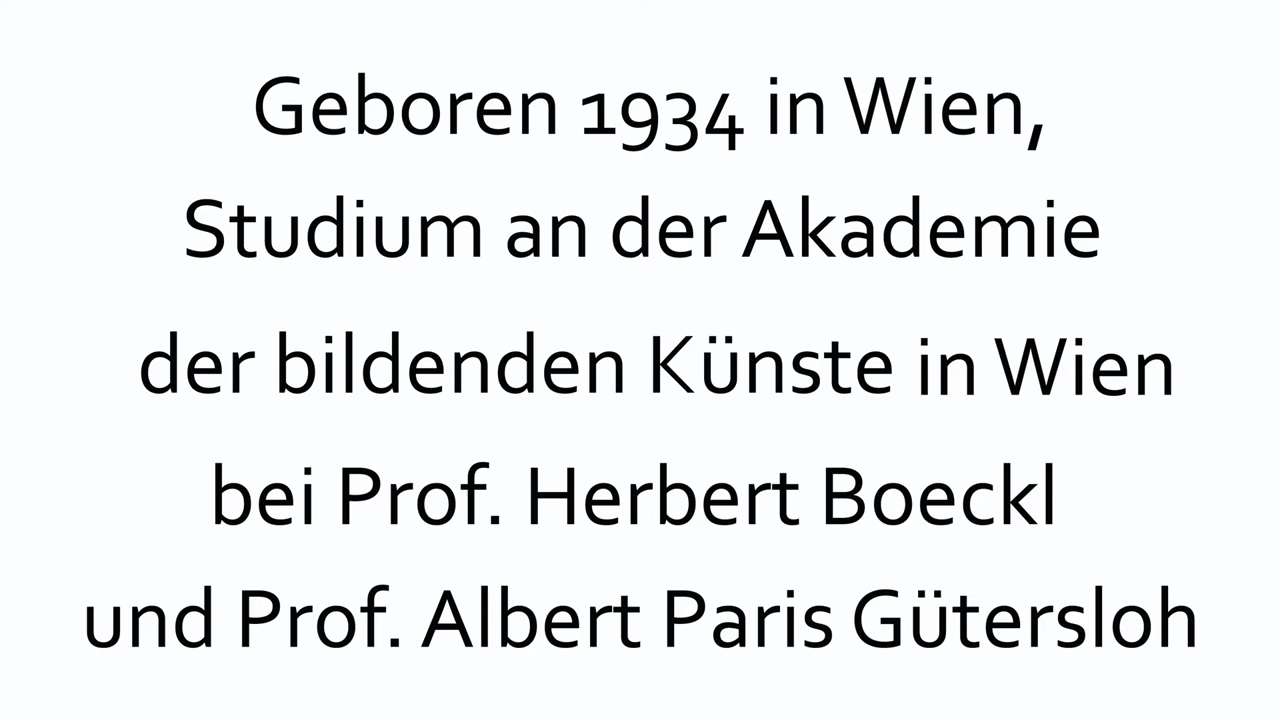 Geboren 1934 in Wien,
Studium an der Akademie
der bildenden Künste in Wien
bei Prof. Herbert Boeckl
und Prof. Albert Paris Gütersloh